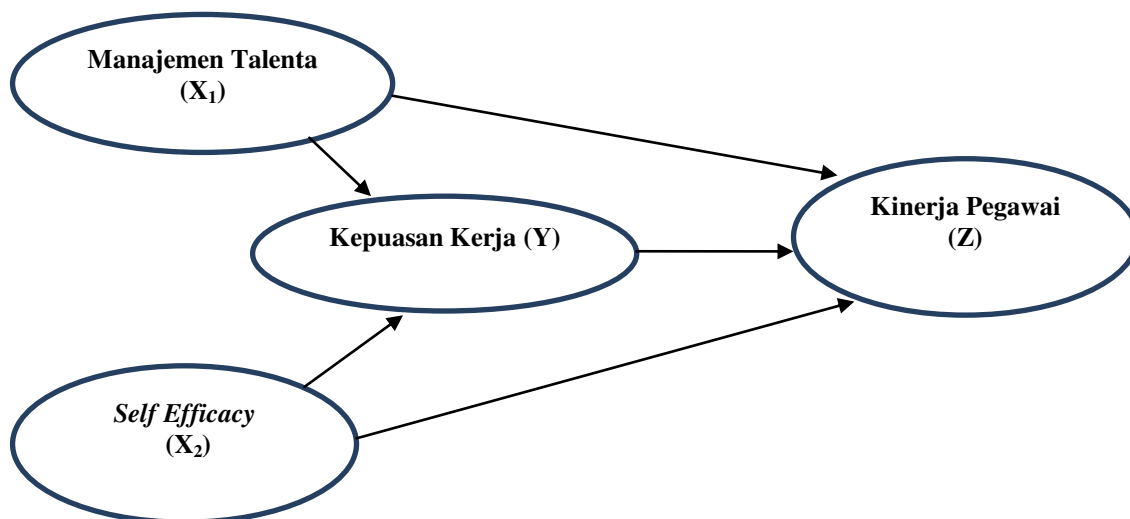 Manajemen Talenta
(X₁)
Kepuasan Kerja (Y)
Kinerja Pegawai
(Z)
Self Efficacy
(X₂)